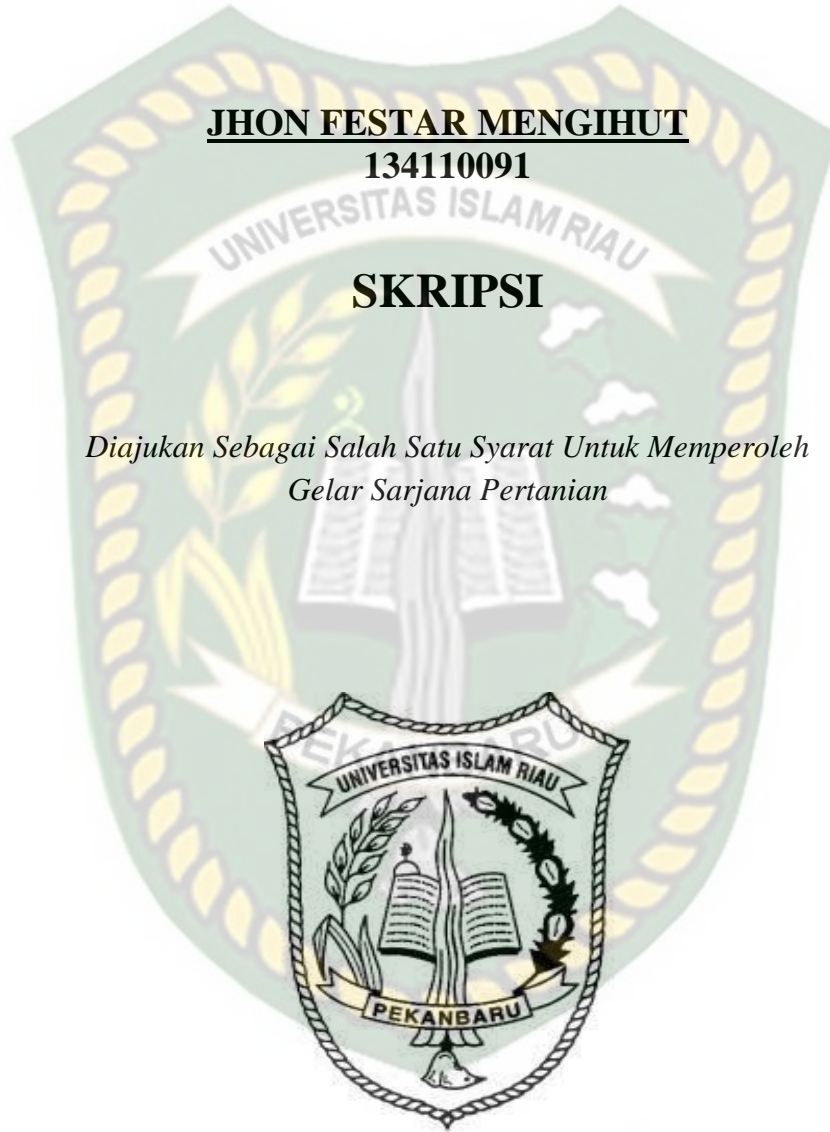 JHON FESTAR MENGIHUT
134110091
UNIVERSITAS ISLAM RIAU
SKRIPSI
Diajukan Sebagai Salah Satu Syarat Untuk Memperoleh
Gelar Sarjana Pertanian
PEKANBARU
UNIVERSITAS ISLAM RIAU
PEKANBARU